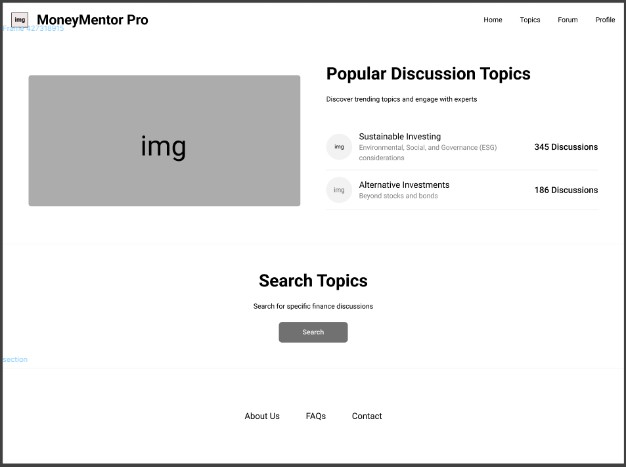 img MoneyMentor Pro
Home Topics Forum Profile
Frame 427318915
img
Popular Discussion Topics
Discover trending topics and engage with experts
img
Sustainable Investing
Environmental, Social, and Governance (ESG)
considerations
345 Discussions
img
Alternative Investments
Beyond stocks and bonds
186 Discussions
Search Topics
Search for specific finance discussions
Search
section
About Us FAQs Contact